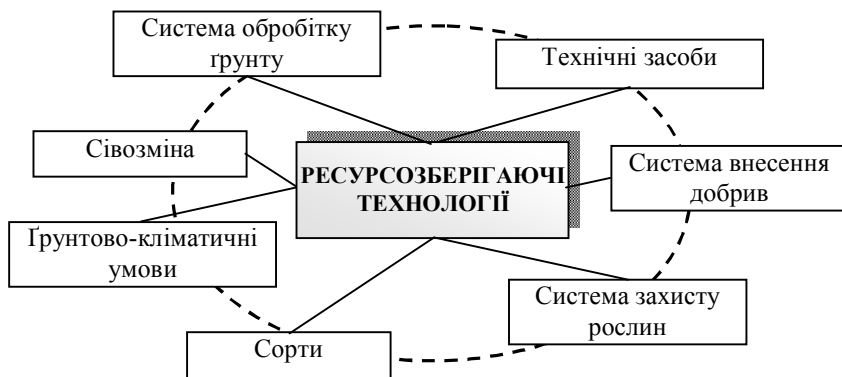 Система обробітку
ґрунту
Технічні засоби
Сівозміна
РЕСУРСОЗБЕРІГАЮЧІ
ТЕХНОЛОГІЇ
Система внесення
добрив
Ґрунтово-кліматичні
умови
Система захисту
рослин
Сорти